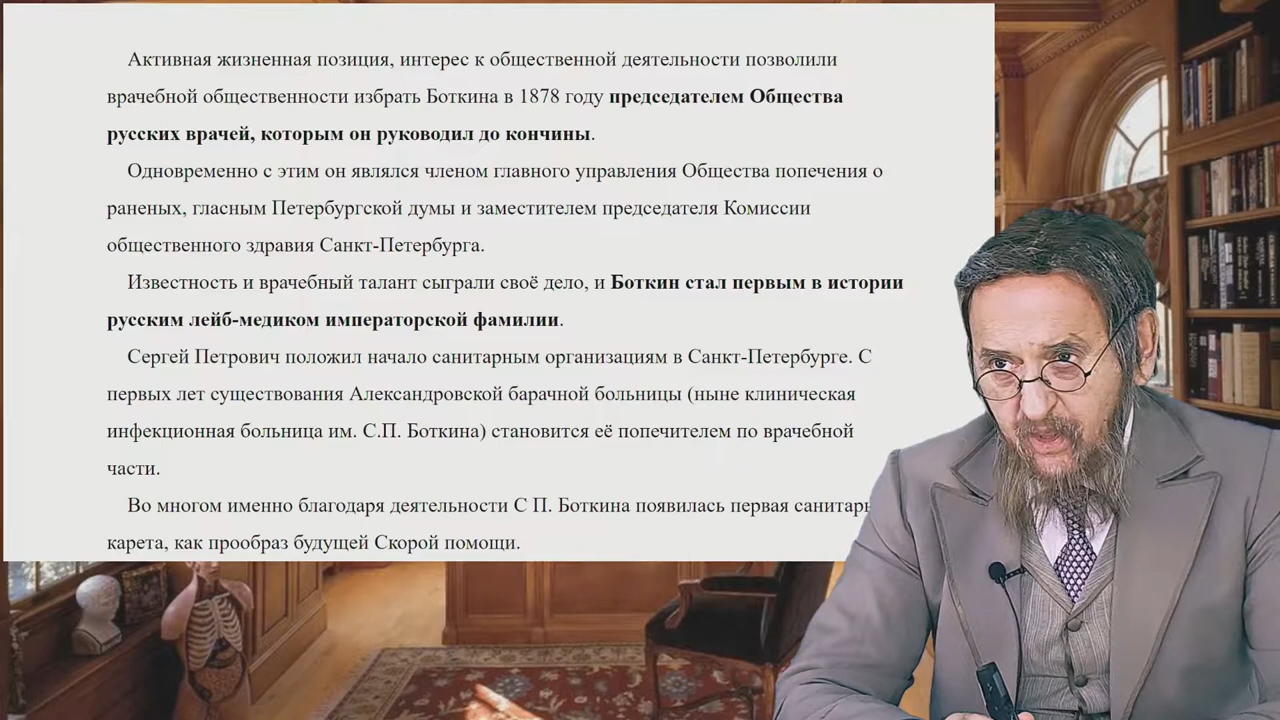 Активная жизненная позиция, интерес к общественной деятельности позволили
врачебной общественности избрать Боткина в 1878 году председателем Общества
русских врачей, которым он руководил до кончины.
Одновременно с этим он являлся членом главного управления Общества попечения о
раненых, гласным Петербургской думы и заместителем председателя Комиссии
общественного здравия Санкт-Петербурга.
Известность и врачебный талант сыграли своё дело, и Боткин стал первым в истории
русским лейб-медиком императорской фамилии.
Сергей Петрович положил начало санитарным организациям в Санкт-Петербурге. С
первых лет существования Александровской барачной больницы (ныне клиническая
инфекционная больница им. С.П. Боткина) становится её попечителем по врачебной
части.
Во многом именно благодаря деятельности С П. Боткина появилась первая
карета, как прообраз будущей Скорой помощи.